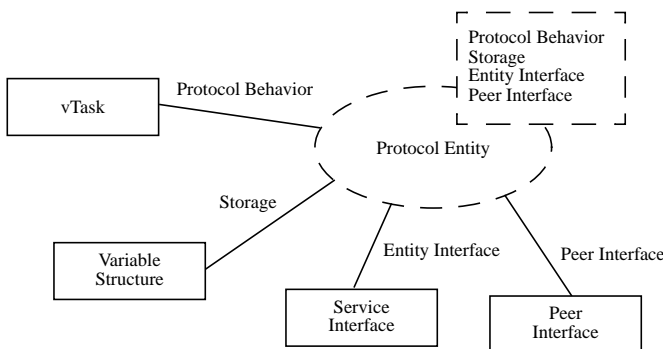 Protocol Behavior
Storage
Entity Interface
Peer Interface
vTask
Protocol Behavior
Protocol Entity
Storage
Variable
Structure
Entity Interface
Peer Interface
Service
Interface
Peer
Interface